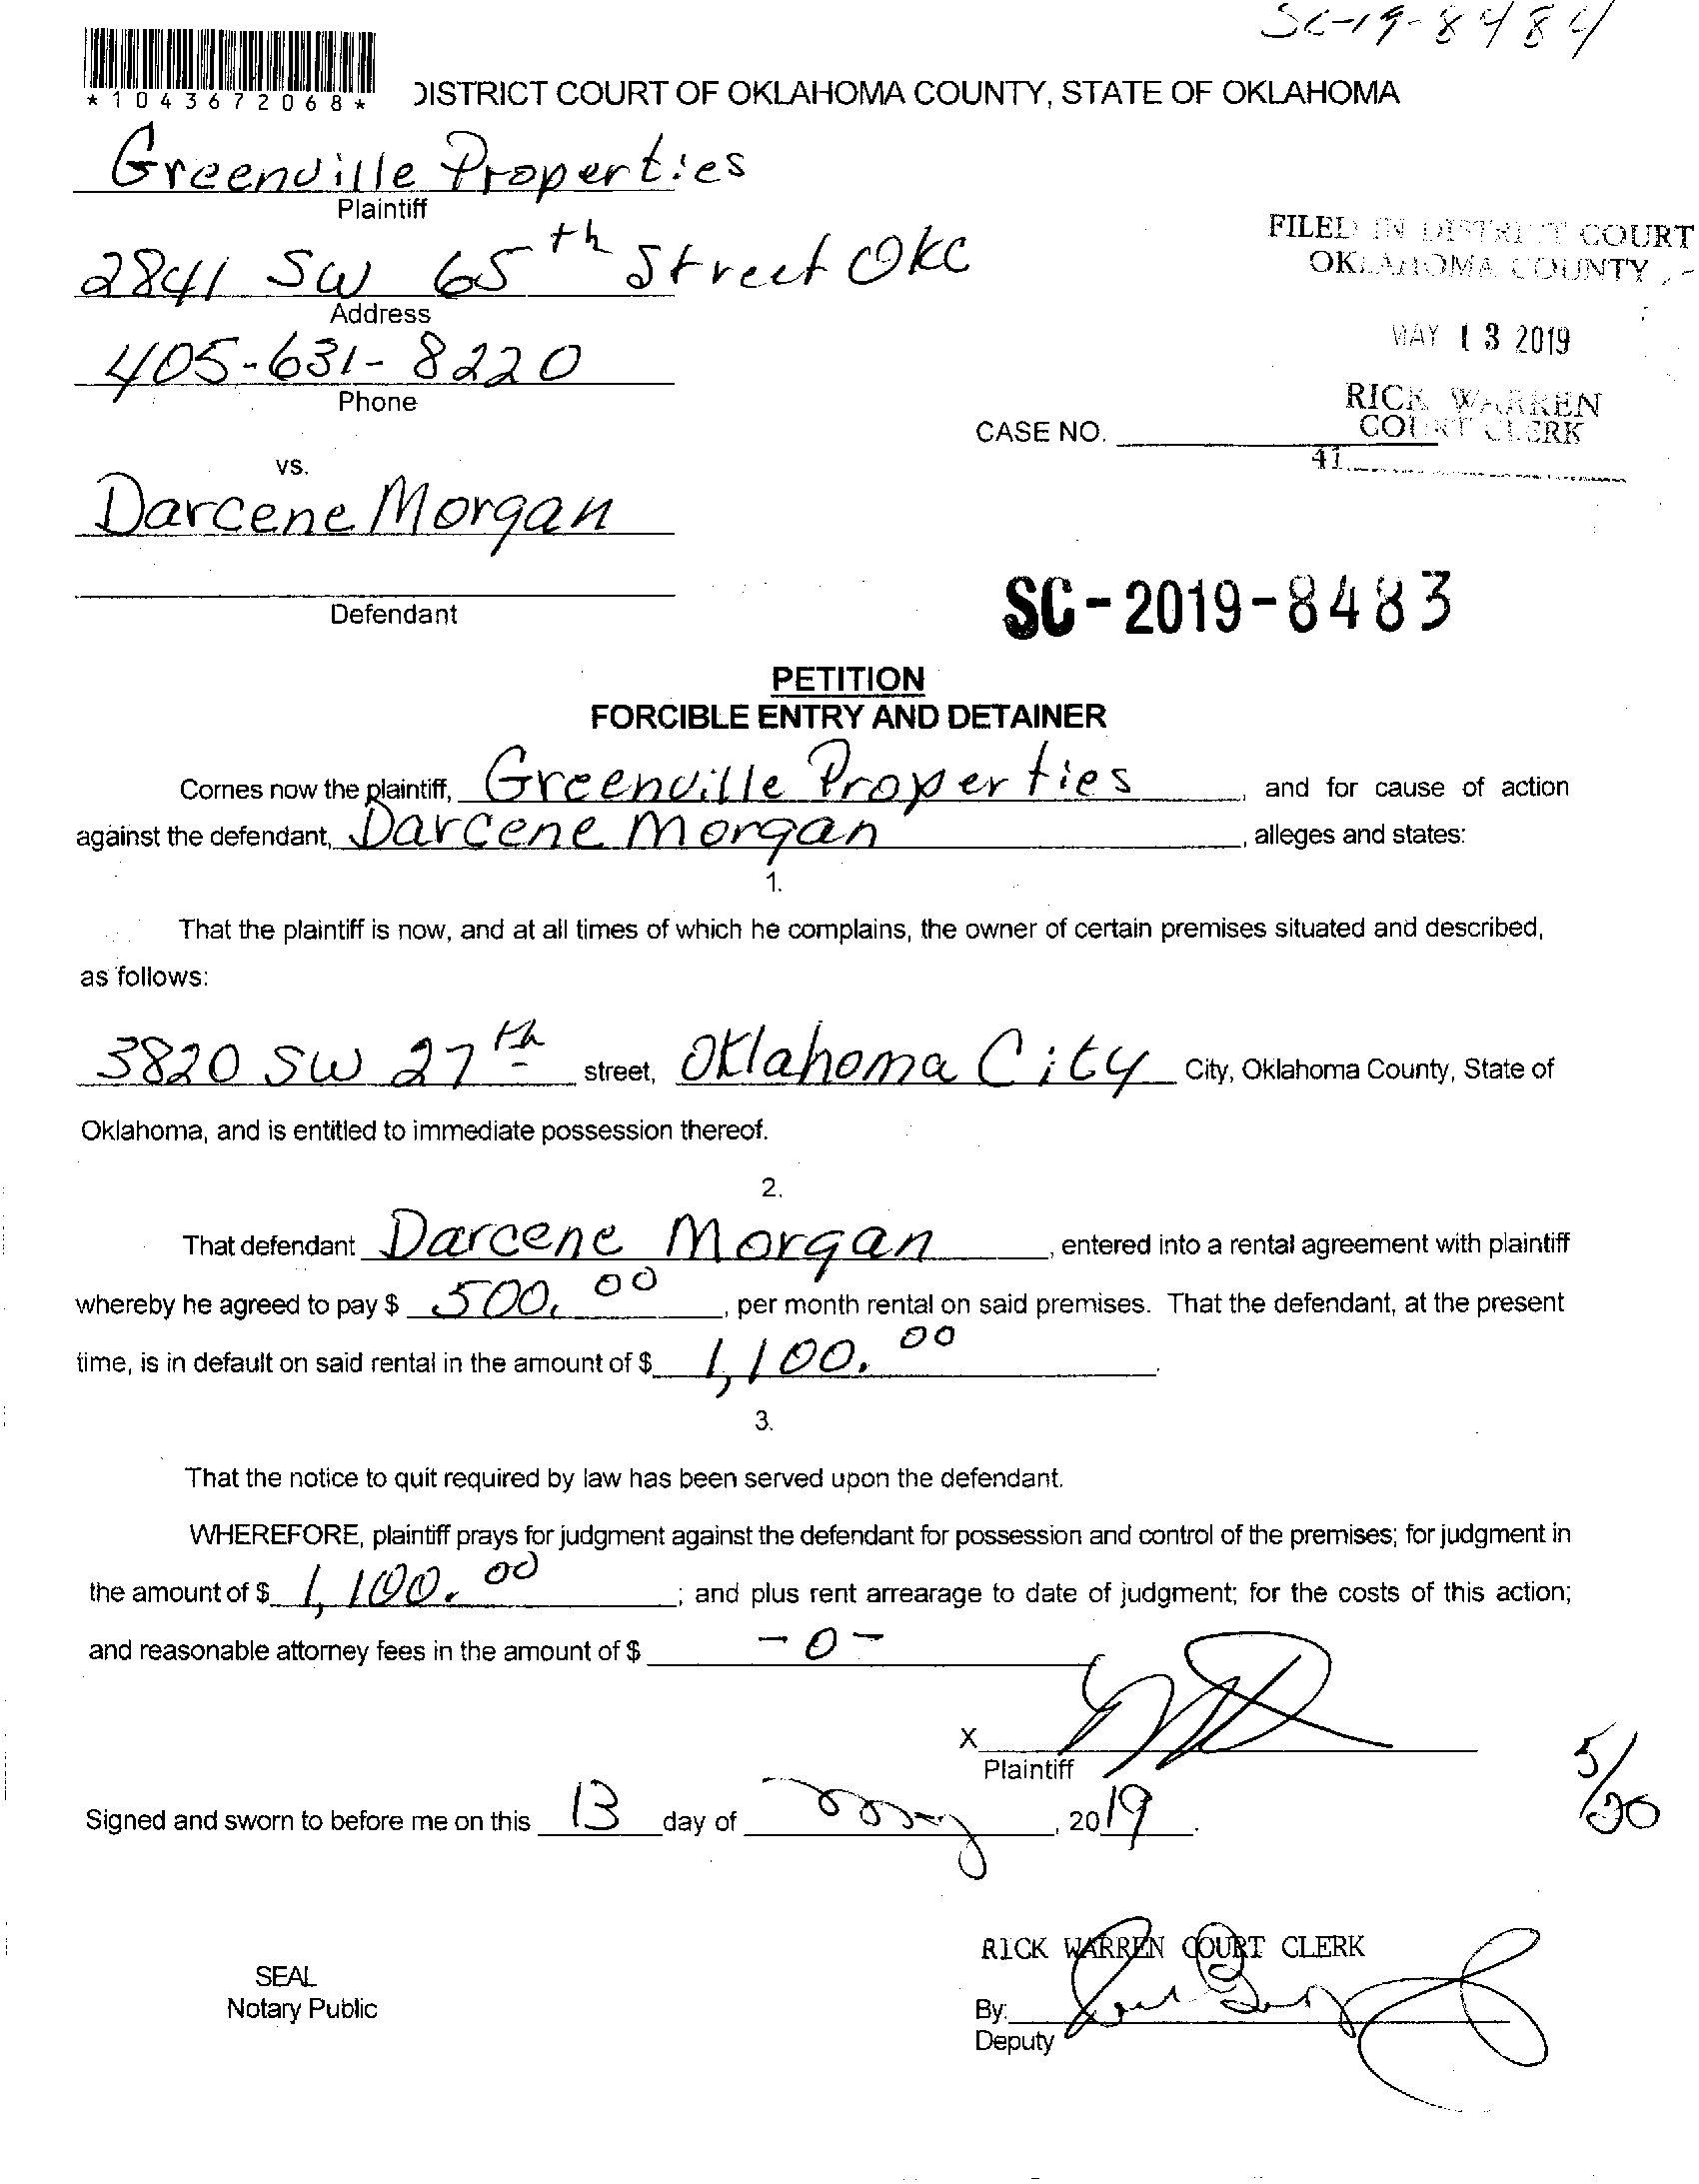 SC-19-8484
*1043672068*
DISTRICT COURT OF OKLAHOMA COUNTY, STATE OF OKLAHOMA
Greenville Properties
Plaintiff
2841 SW 65th Street OKC
Address
405-631-8220
Phone
FILED IN DISTRICT COURT
OKLAHOMA COUNTY
MAY 13 2019
RICK WARREN
COURT CLERK
41
CASE NO.
vs.
Darcene Morgan
Defendant
SC-2019-8483
PETITION
FORCIBLE ENTRY AND DETAINER
Comes now the plaintiff, Greenville Properties, and for cause of action
against the defendant, Darcene Morgan, alleges and states:
1.
That the plaintiff is now, and at all times of which he complains, the owner of certain premises situated and described,
as follows:
3820 SW 27th street, Oklahoma City City, Oklahoma County, State of
Oklahoma, and is entitled to immediate possession thereof.
2.
That defendant Darcene Morgan, entered into a rental agreement with plaintiff
whereby he agreed to pay $ 500.00, per month rental on said premises. That the defendant, at the present
time, is in default on said rental in the amount of $ 1,100.00.
3.
That the notice to quit required by law has been served upon the defendant.
WHEREFORE, plaintiff prays for judgment against the defendant for possession and control of the premises; for judgment in
the amount of $ 1,100.00; and plus rent arrearage to date of judgment; for the costs of this action;
and reasonable attorney fees in the amount of $ -0-
X
Plaintiff
5/20
Signed and sworn to before me on this 13 day of May, 2019.
RICK WARREN COURT CLERK
SEAL
Notary Public
By:
Deputy